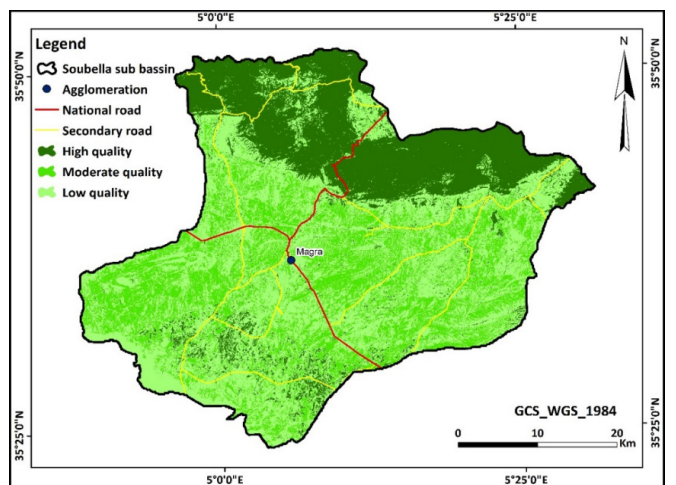 5°0'0"E
5°25'0"E
Legend
Soubella sub basin
Agglomeration
National road
Secondary road
High quality
Moderate quality
Low quality
N
35°50'0"N
35°50'0"N
Magra
GCS_WGS_1984
0 10 20
Km
35°25'0"N
35°25'0"N
5°0'0"E
5°25'0"E